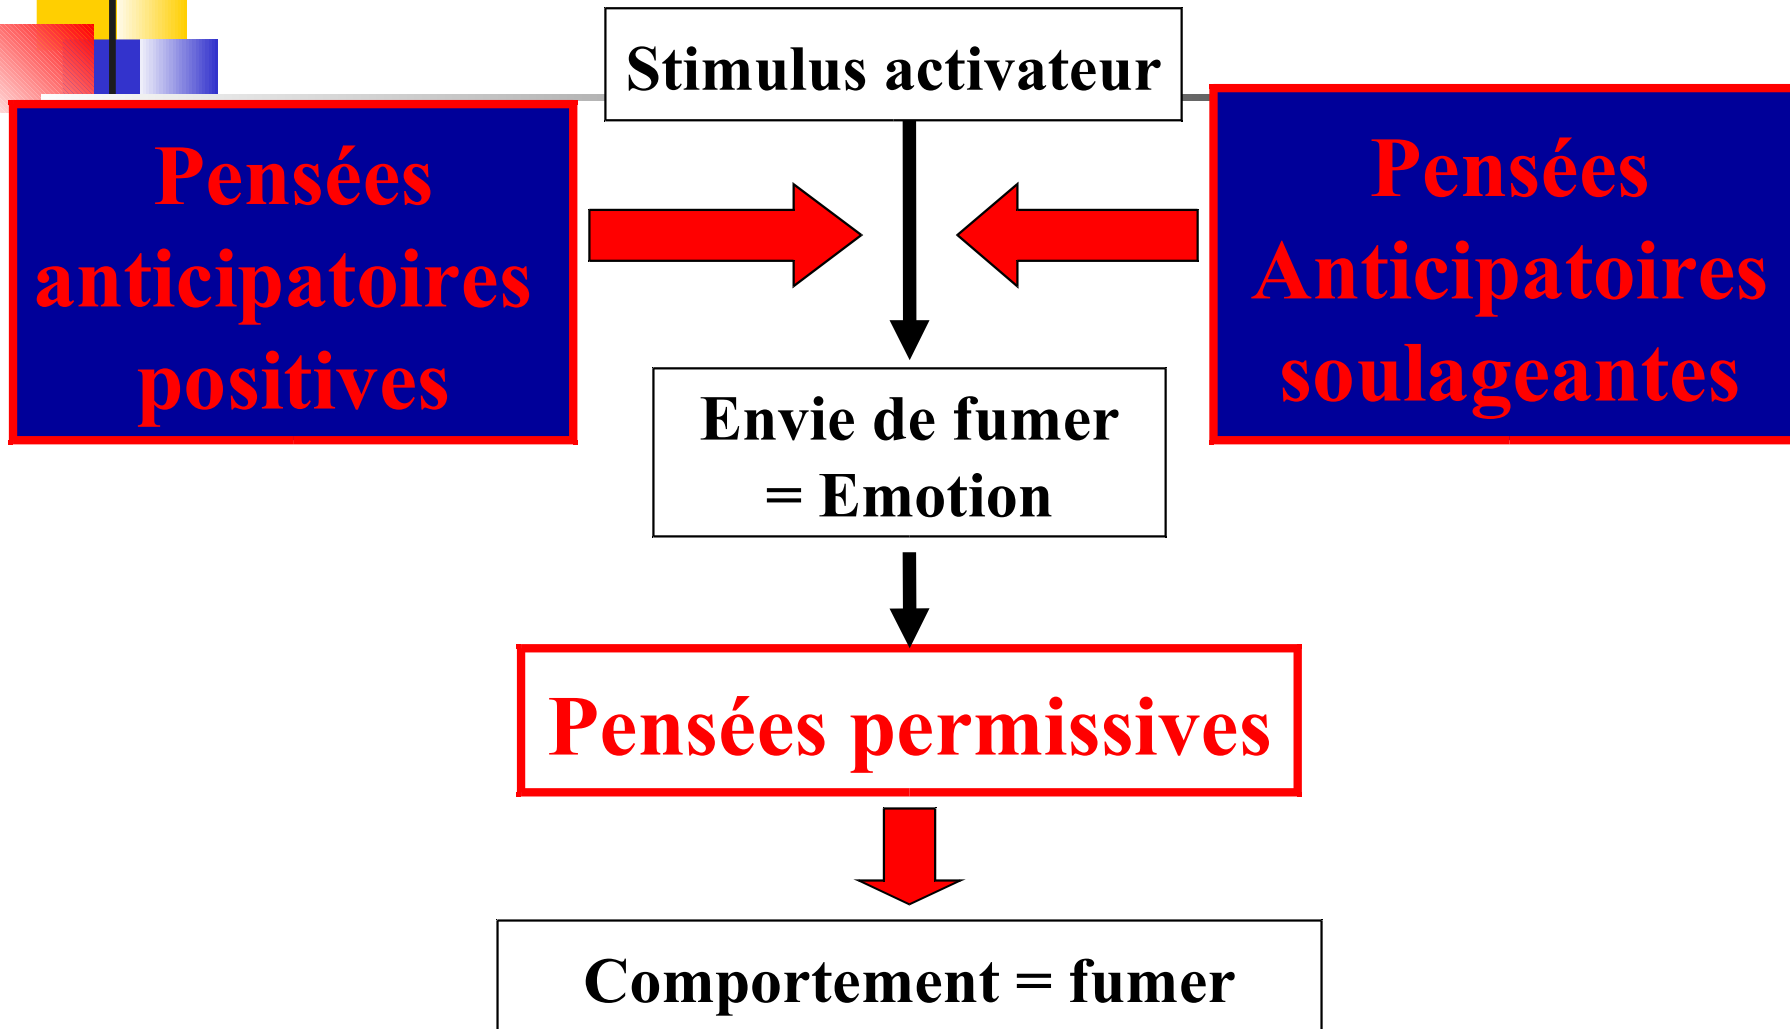 Stimulus activateur
Pensées
anticipatoires
positives
Pensées
Anticipatoires
soulageantes
Envie de fumer
= Emotion
Pensées permissives
Comportement = fumer